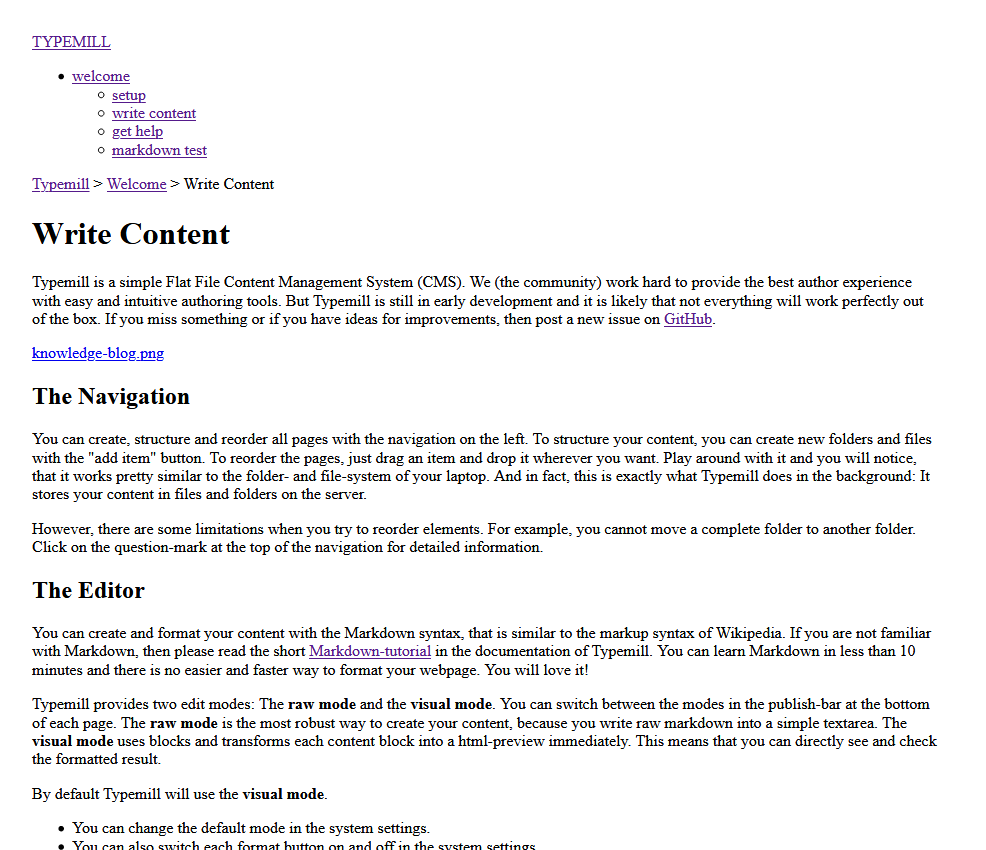 TYPEMILL
welcome
setup
write content
get help
markdown test
Typemill > Welcome > Write Content
Write Content
Typemill is a simple Flat File Content Management System (CMS). We (the community) work hard to provide the best author experience
with easy and intuitive authoring tools. But Typemill is still in early development and it is likely that not everything will work perfectly out
of the box. If you miss something or if you have ideas for improvements, then post a new issue on GitHub.
knowledge-blog.png
The Navigation
You can create, structure and reorder all pages with the navigation on the left. To structure your content, you can create new folders and files
with the "add item" button. To reorder the pages, just drag an item and drop it wherever you want. Play around with it and you will notice,
that it works pretty similar to the folder- and file-system of your laptop. And in fact, this is exactly what Typemill does in the background: It
stores your content in files and folders on the server.
However, there are some limitations when you try to reorder elements. For example, you cannot move a complete folder to another folder.
Click on the question-mark at the top of the navigation for detailed information.
The Editor
You can create and format your content with the Markdown syntax, that is similar to the markup syntax of Wikipedia. If you are not familiar
with Markdown, then please read the short Markdown-tutorial in the documentation of Typemill. You can learn Markdown in less than 10
minutes and there is no easier and faster way to format your webpage. You will love it!
Typemill provides two edit modes: The raw mode and the visual mode. You can switch between the modes in the publish-bar at the bottom
of each page. The raw mode is the most robust way to create your content, because you write raw markdown into a simple textarea. The
visual mode uses blocks and transforms each content block into a html-preview immediately. This means that you can directly see and check
the formatted result.
By default Typemill will use the visual mode.
You can change the default mode in the system settings.
You can also switch each format button on and off in the system settings.